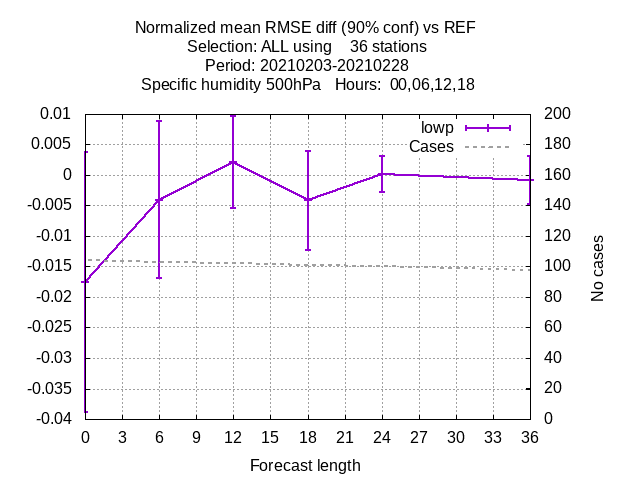 Normalized mean RMSE diff (90% conf) vs REF
Selection: ALL using    36 stations
Period: 20210203-20210228
Specific humidity 500hPa   Hours:  00,06,12,18
lowp
Cases
0.01
0.005
0
-0.005
-0.01
-0.015
-0.02
-0.025
-0.03
-0.035
-0.04
200
180
160
140
120
100
80
60
40
20
0
No cases
0 3 6 9 12 15 18 21 24 27 30 33 36
Forecast length